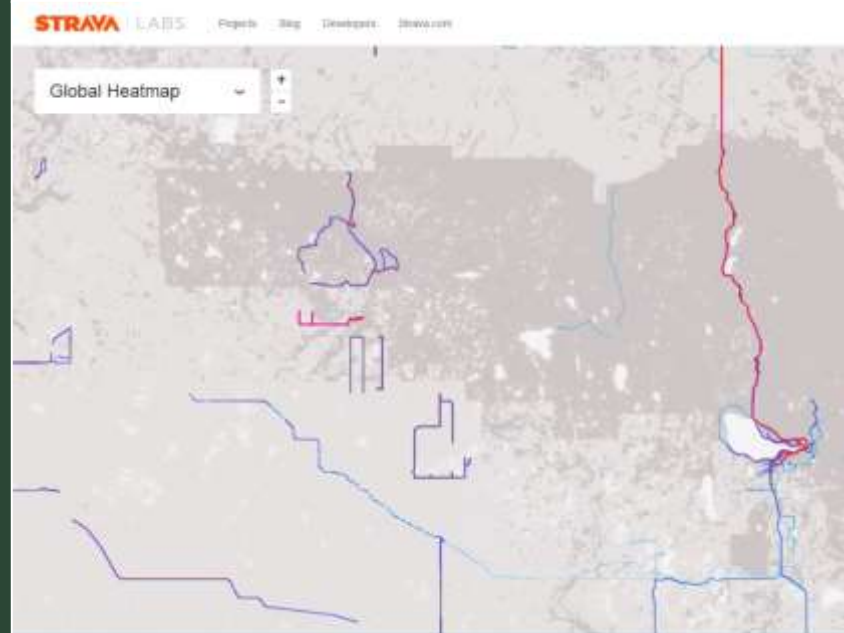 STRAVA LABS Projects Blog Developers Strava.com
Global Heatmap
+
-